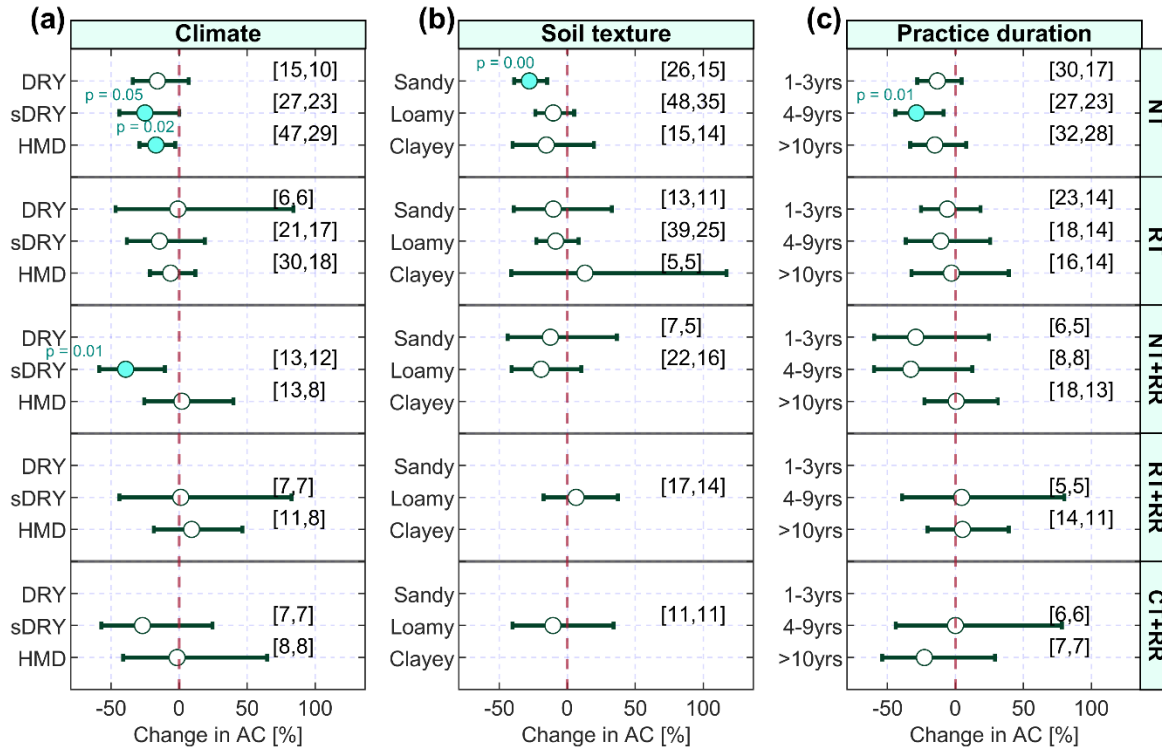 (a) Climate
DRY [15,10]
p = 0.05
sDRY [27,23]
p = 0.02
HMD [47,29]
DRY [6,6]
sDRY [21,17]
HMD [30,18]
DRY
p = 0.01
sDRY [13,12]
HMD [13,8]
DRY
sDRY [7,7]
HMD [11,8]
DRY
sDRY [7,7]
HMD [8,8]
-50 0 50 100
Change in AC [%]
(b) Soil texture
p = 0.00
Sandy [26,15]
Loamy [48,35]
Clayey [15,14]
Sandy [13,11]
Loamy [39,25]
Clayey [5,5]
Sandy [7,5]
Loamy [22,16]
Clayey
Sandy
Loamy [17,14]
Clayey
Sandy
Loamy [11,11]
Clayey
-50 0 50 100
Change in AC [%]
(c) Practice duration
1-3yrs [30,17]
p = 0.01
4-9yrs [27,23]
>10yrs [32,28]
1-3yrs [23,14]
4-9yrs [18,14]
>10yrs [16,14]
1-3yrs [6,5]
4-9yrs [8,8]
>10yrs [18,13]
1-3yrs
4-9yrs [5,5]
>10yrs [14,11]
1-3yrs
4-9yrs [6,6]
>10yrs [7,7]
-50 0 50 100
Change in AC [%]
NT
RT
NT+RR
RT+RR
CT+RR